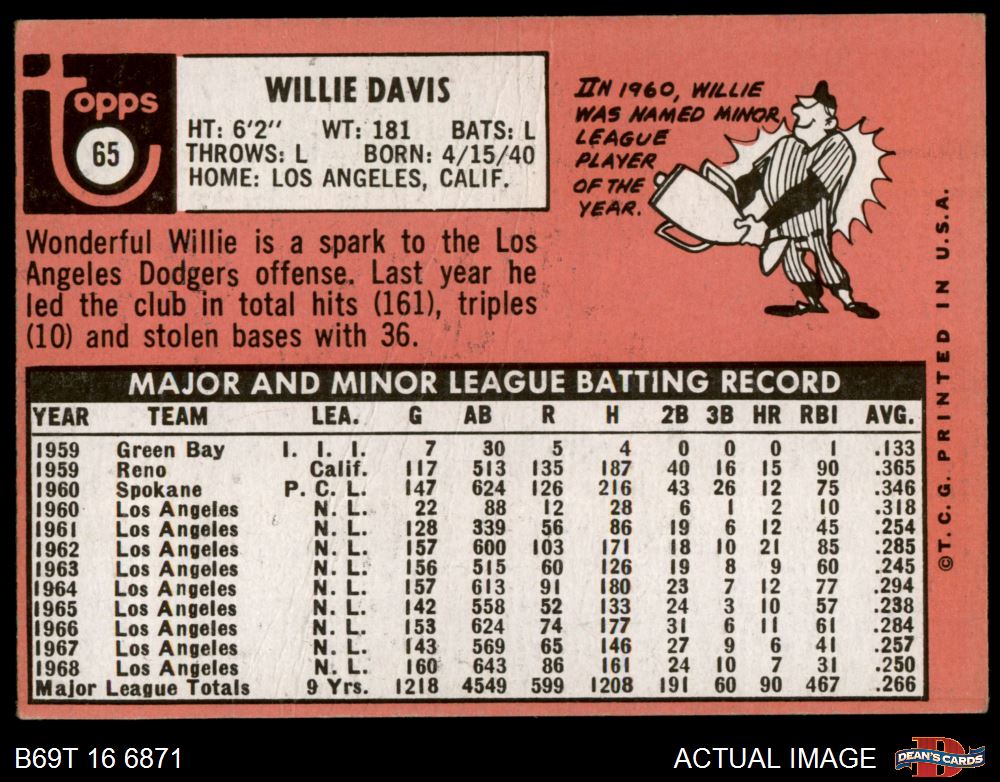 Topps
65
WILLIE DAVIS
HT: 6'2" WT: 181 BATS: L
THROWS: L BORN: 4/15/40
HOME: LOS ANGELES, CALIF.
IN 1960, WILLIE
WAS NAMED MINOR
LEAGUE
PLAYER
OF THE
YEAR.
Wonderful Willie is a spark to the Los
Angeles Dodgers offense. Last year he
led the club in total hits (161), triples
(10) and stolen bases with 36.
MAJOR AND MINOR LEAGUE BATTING RECORD
YEAR TEAM LEA. G AB R H 2B 3B HR RBI AVG.
1959 Green Bay I. I. I. 7 30 5 4 0 0 0 1 .133
1959 Reno Calif. 117 513 135 187 40 16 15 90 .365
1960 Spokane P. C. L. 147 624 126 216 43 26 12 75 .346
1960 Los Angeles N. L. 22 88 12 28 6 1 2 10 .318
1961 Los Angeles N. L. 128 339 56 86 19 6 12 45 .254
1962 Los Angeles N. L. 157 600 103 171 18 10 21 85 .285
1963 Los Angeles N. L. 156 515 60 126 19 8 9 60 .245
1964 Los Angeles N. L. 157 613 91 180 23 7 12 77 .294
1965 Los Angeles N. L. 142 558 52 133 24 3 10 57 .238
1966 Los Angeles N. L. 153 624 74 177 31 6 11 61 .284
1967 Los Angeles N. L. 143 569 65 146 27 9 6 41 .257
1968 Los Angeles N. L. 160 643 86 161 24 10 7 31 .250
Major League Totals 9 Yrs. 1218 4549 599 1208 191 60 90 467 .266
©T. C. G. PRINTED IN U.S.A.
B69T 16 6871
ACTUAL IMAGE
D
DEAN'S CARDS